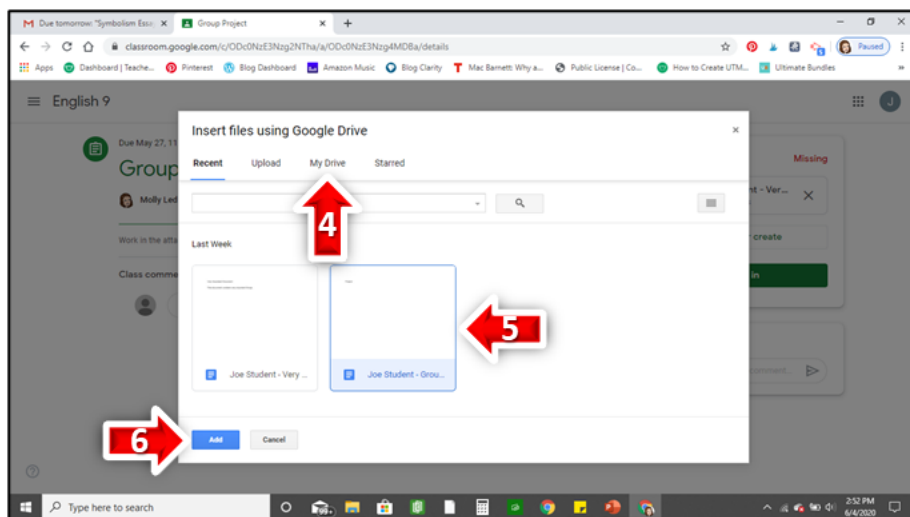 Due tomorrow: "Symbolism Essa
Group Project
classroom.google.com/c/ODc0NzE3Nzg2NTha/a/ODc0NzE3Nzg4MDBa/details
Paused
Apps
Dashboard | Teache...
Pinterest
Blog Dashboard
Amazon Music
Blog Clarity
Mac Barnett: Why a...
Public License | Co...
How to Create UTM...
Ultimate Bundles
English 9
J
Due May 27, 11
Group
Molly Led
Work in the atta
Class comme
Insert files using Google Drive
Recent
Upload
My Drive
Starred
4
Last Week
Joe Student - Very ...
Joe Student - Grou...
5
6
Add
Cancel
Missing
nt - Ver...
r create
in
comment...
Type here to search
99+
2:52 PM
6/4/2020